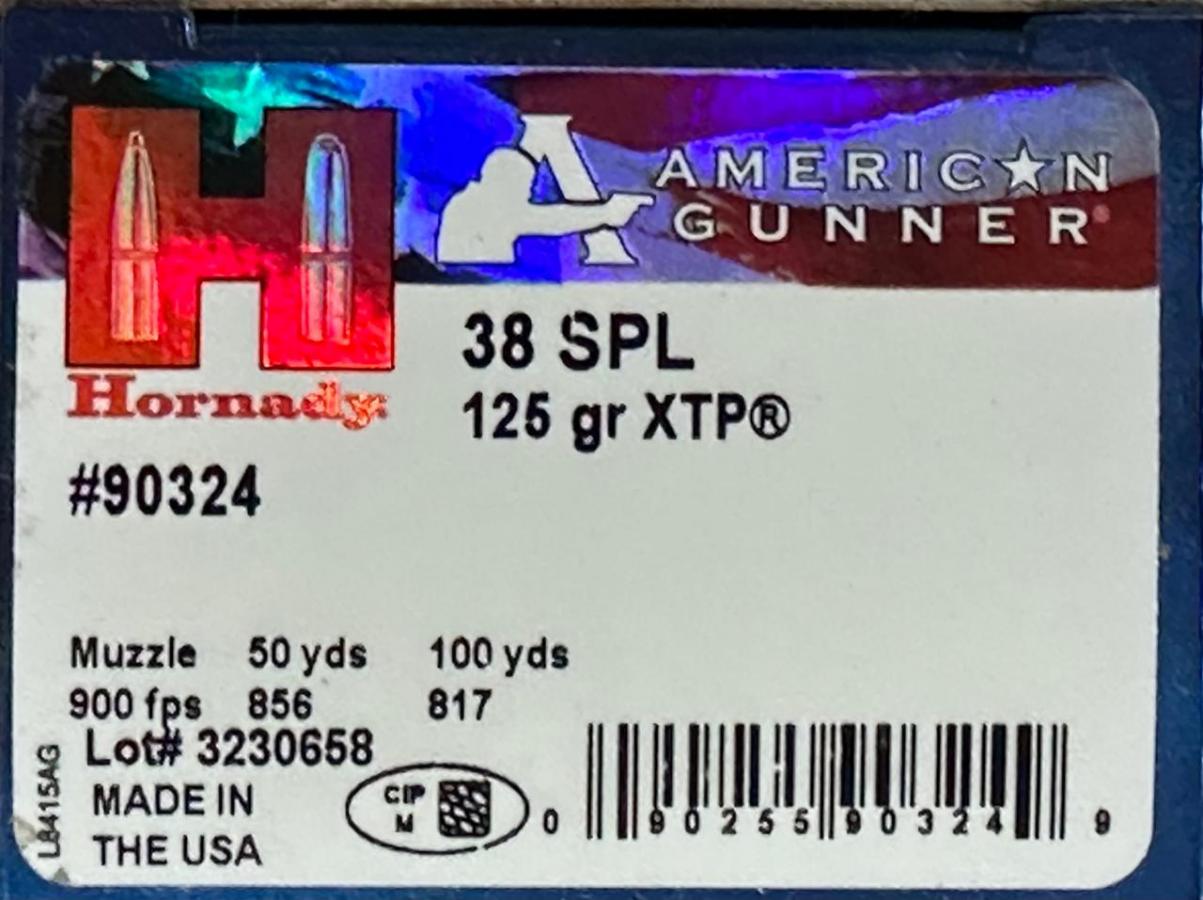 AMERIC★N
GUNNER®
Hornady
38 SPL
125 gr XTP®
#90324
Muzzle 50 yds 100 yds
900 fps 856 817
Lot# 3230658
MADE IN
THE USA
L8415AG
CIP
M
0 90255 90324 9